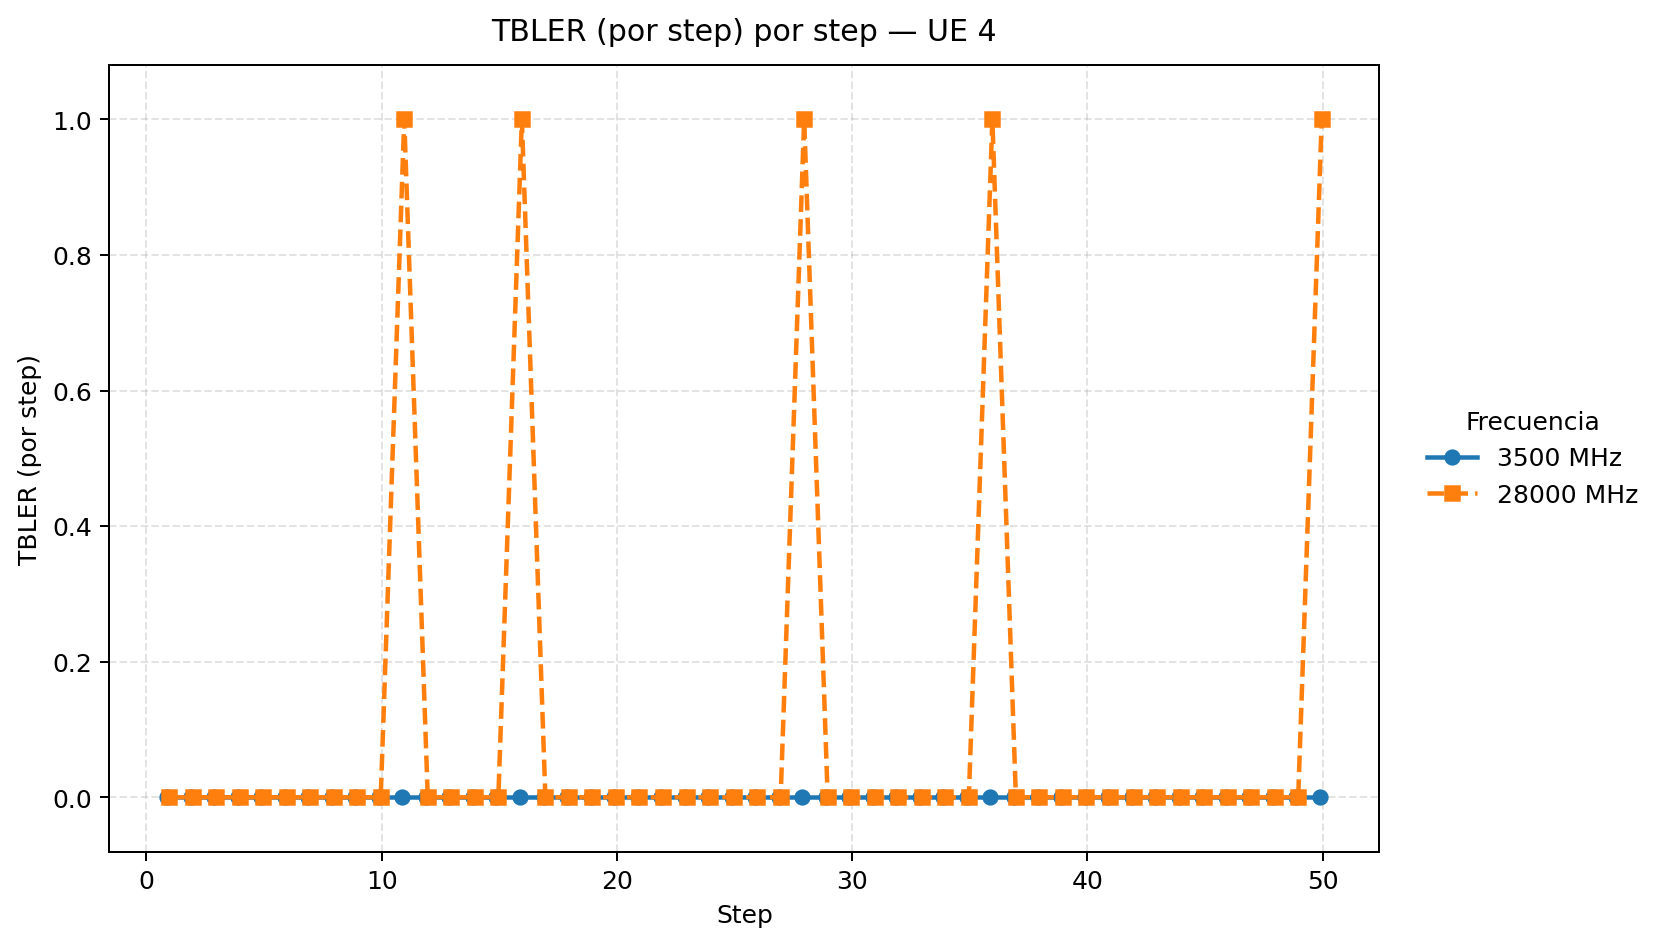 TBLER (por step) por step — UE 4
TBLER (por step)
1.0
0.8
0.6
0.4
0.2
0.0
0
10
20
30
40
50
Step
Frecuencia
3500 MHz
28000 MHz